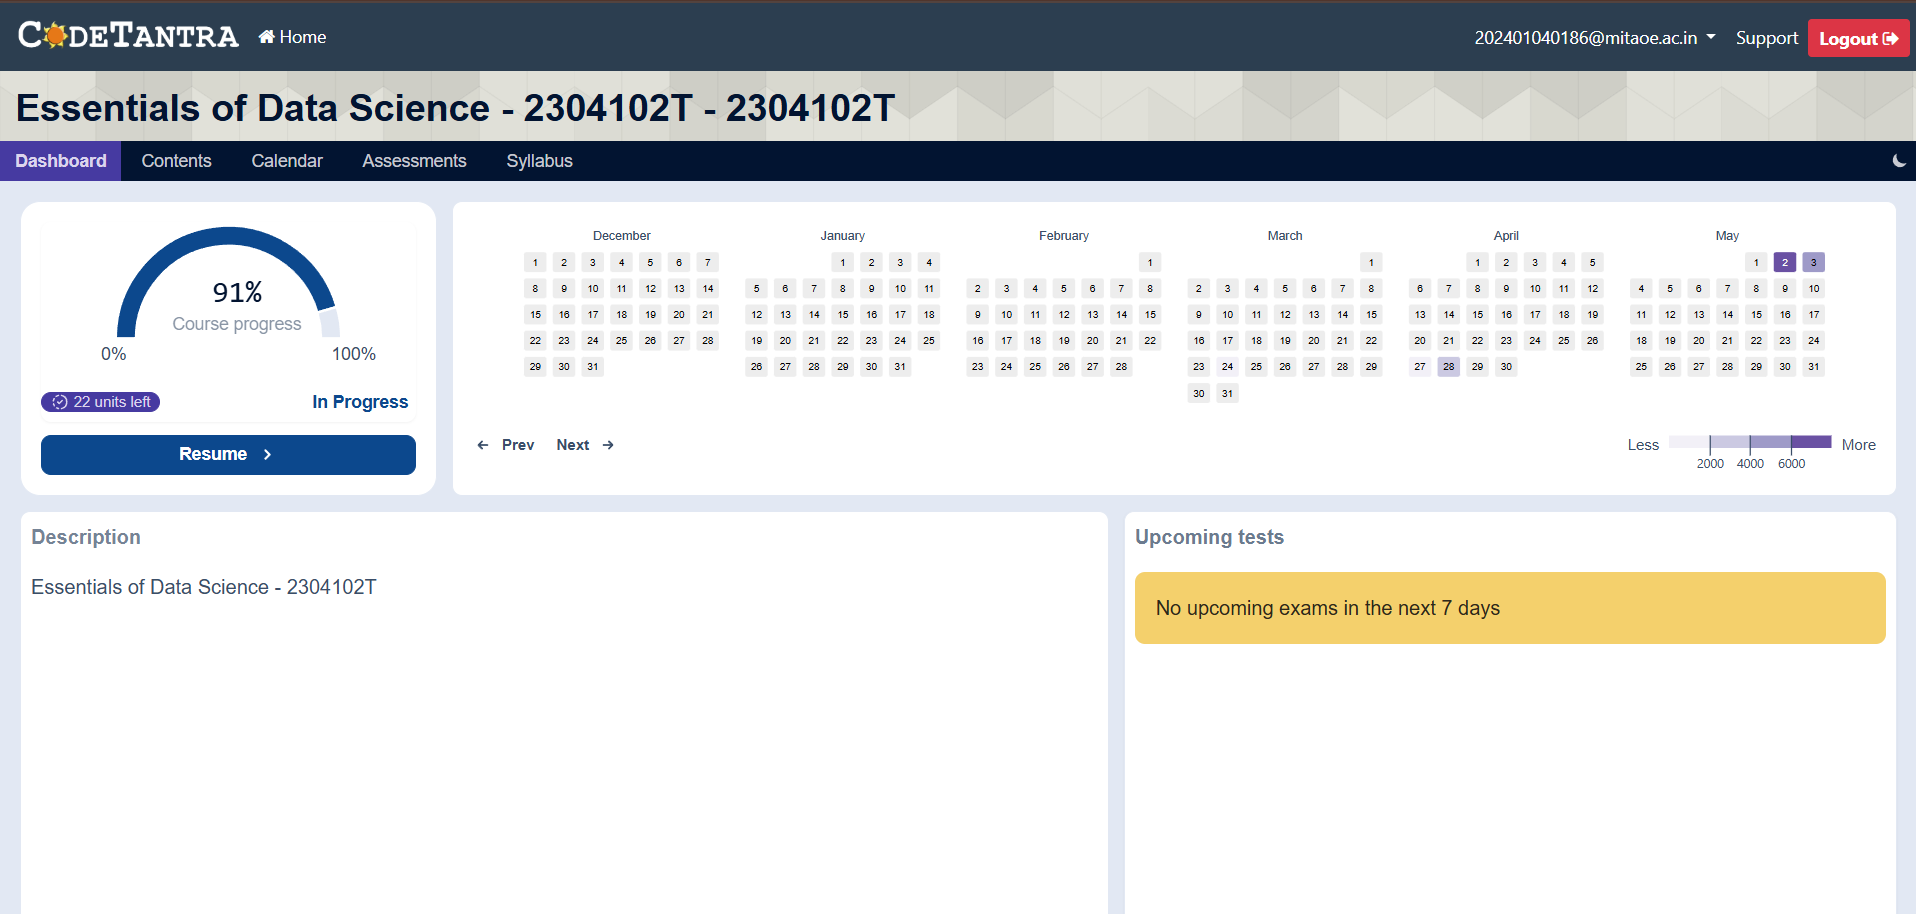 CODETANTRA Home 202401040186@mitaoe.ac.in Support Logout
Essentials of Data Science - 2304102T - 2304102T
Dashboard Contents Calendar Assessments Syllabus
91%
Course progress
0% 100%
22 units left In Progress
Resume
December January February March April May
1 2 3 4 5 6 7 1 2 3 4 1 1 1 2 3 4 5 1 2 3
8 9 10 11 12 13 14 5 6 7 8 9 10 11 2 3 4 5 6 7 8 2 3 4 5 6 7 8 6 7 8 9 10 11 12 4 5 6 7 8 9 10
15 16 17 18 19 20 21 12 13 14 15 16 17 18 9 10 11 12 13 14 15 9 10 11 12 13 14 15 13 14 15 16 17 18 19 11 12 13 14 15 16 17
22 23 24 25 26 27 28 19 20 21 22 23 24 25 16 17 18 19 20 21 22 16 17 18 19 20 21 22 20 21 22 23 24 25 26 18 19 20 21 22 23 24
29 30 31 26 27 28 29 30 31 23 24 25 26 27 28 23 24 25 26 27 28 29 27 28 29 30 25 26 27 28 29 30 31
30 31
Prev Next Less More
2000 4000 6000
Description
Essentials of Data Science - 2304102T
Upcoming tests
No upcoming exams in the next 7 days